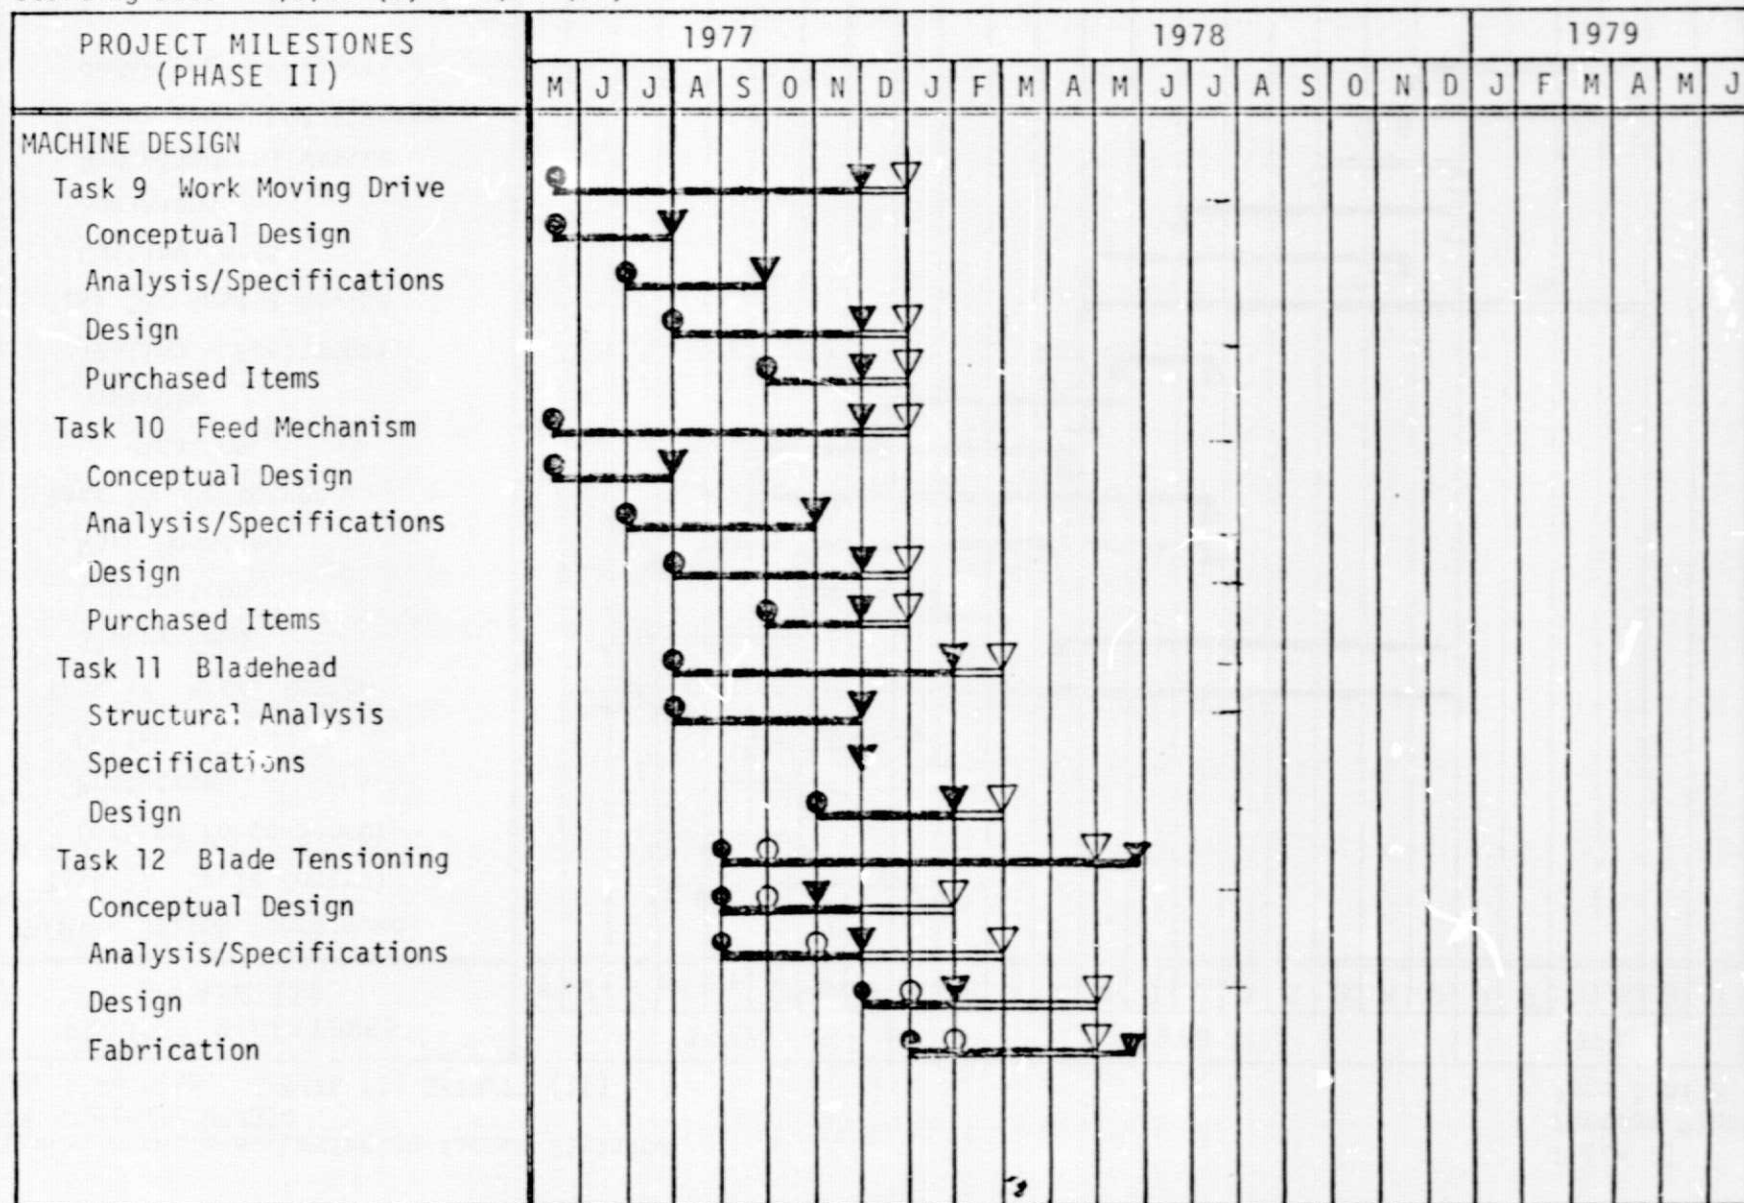 PROJECT MILESTONES
(PHASE II)
1977 1978 1979
M J J A S O N D J F M A M J J A S O N D J F M A M J
MACHINE DESIGN
Task 9 Work Moving Drive
Conceptual Design
Analysis/Specifications
Design
Purchased Items
Task 10 Feed Mechanism
Conceptual Design
Analysis/Specifications
Design
Purchased Items
Task 11 Bladehead
Structural Analysis
Specifications
Design
Task 12 Blade Tensioning
Conceptual Design
Analysis/Specifications
Design
Fabrication